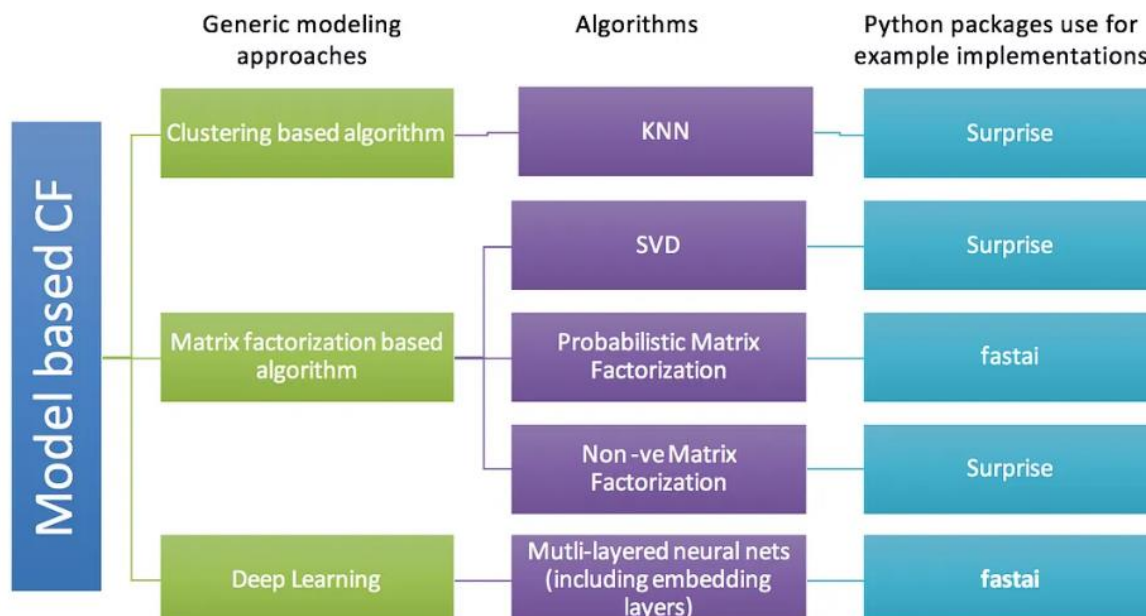 Generic modeling
approaches
Algorithms
Python packages use for
example implementations
Model based CF
Clustering based algorithm
KNN
Surprise
SVD
Surprise
Matrix factorization based
algorithm
Probabilistic Matrix
Factorization
fastai
Non -ve Matrix
Factorization
Surprise
Deep Learning
Mutli-layered neural nets
(including embedding
layers)
fastai